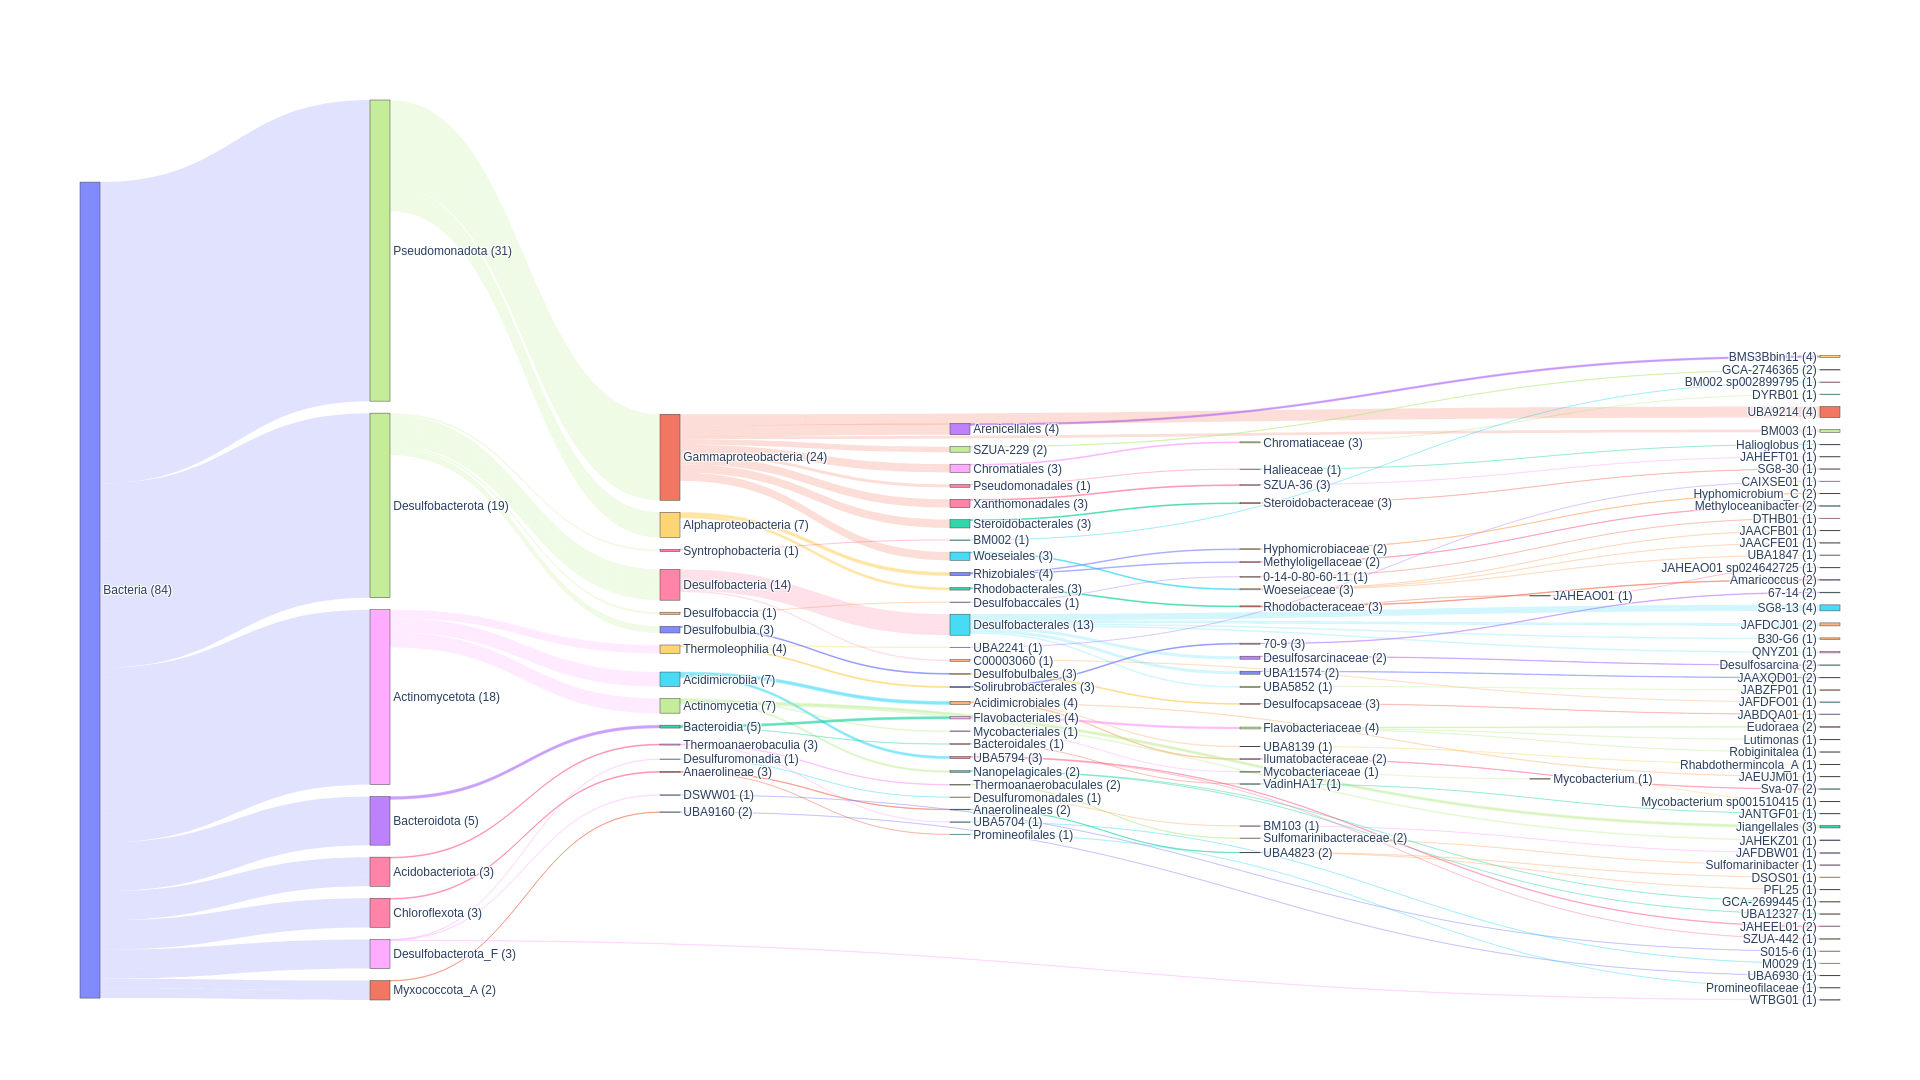 Bacteria (84)
Pseudomonadota (31)
Desulfobacterota (19)
Actinomycetota (18)
Bacteroidota (5)
Acidobacteriota (3)
Chloroflexota (3)
Desulfobacterota_F (3)
Myxococcota_A (2)
Gammaproteobacteria (24)
Alphaproteobacteria (7)
Syntrophobacteria (1)
Desulfobacteria (14)
Desulfobaccia (1)
Desulfobulbia (3)
Thermoleophilia (4)
Acidimicrobiia (7)
Actinomycetia (7)
Bacteroidia (5)
Thermoanaerobaculia (3)
Desulfuromonadia (1)
Anaerolineae (3)
DSWW01 (1)
UBA9160 (2)
Arenicellales (4)
SZUA-229 (2)
Chromatiales (3)
Pseudomonadales (1)
Xanthomonadales (3)
Steroidobacterales (3)
BM002 (1)
Woeseiales (3)
Rhizobiales (4)
Rhodobacterales (3)
Desulfobaccales (1)
Desulfobacterales (13)
UBA2241 (1)
C00003060 (1)
Desulfobulbales (3)
Solirubrobacterales (3)
Acidimicrobiales (4)
Flavobacteriales (4)
Mycobacteriales (1)
Bacteroidales (1)
UBA5794 (3)
Nanopelagicales (2)
Thermoanaerobaculales (2)
Desulfuromonadales (1)
Anaerolineales (2)
UBA5704 (1)
Promineofilales (1)
Chromatiaceae (3)
Halieaceae (1)
SZUA-36 (3)
Steroidobacteraceae (3)
Hyphomicrobiaceae (2)
Methyloligellaceae (2)
0-14-0-80-60-11 (1)
Woeseiaceae (3)
Rhodobacteraceae (3)
70-9 (3)
Desulfosarcinaceae (2)
UBA11574 (2)
UBA5852 (1)
Desulfocapsaceae (3)
Flavobacteriaceae (4)
UBA8139 (1)
Ilumatobacteraceae (2)
Mycobacteriaceae (1)
VadinHA17 (1)
BM103 (1)
Sulfomarinibacteraceae (2)
UBA4823 (2)
JAHEAO01 (1)
Mycobacterium (1)
BMS3Bbin11 (4)
GCA-2746365 (2)
BM002 sp002899795 (1)
DYRB01 (1)
UBA9214 (4)
BM003 (1)
Halioglobus (1)
JAHEFT01 (1)
SG8-30 (1)
CAIXSE01 (1)
Hyphomicrobium_C (2)
Methyloceanibacter (2)
DTHB01 (1)
JAACFB01 (1)
JAACFE01 (1)
UBA1847 (1)
JAHEAO01 sp024642725 (1)
Amaricoccus (2)
67-14 (2)
SG8-13 (4)
JAFDCJ01 (2)
B30-G6 (1)
QNYZ01 (1)
Desulfosarcina (2)
JAAXQD01 (2)
JABZFP01 (1)
JAFDFO01 (1)
JABDQA01 (1)
Eudoraea (2)
Lutimonas (1)
Robiginitalea (1)
Rhabdothermincola_A (1)
JAEUJM01 (1)
Sva-07 (2)
Mycobacterium sp001510415 (1)
JANTGF01 (1)
Jiangellales (3)
JAHEKZ01 (1)
JAFDBW01 (1)
Sulfomarinibacter (1)
DSOS01 (1)
PFL25 (1)
GCA-2699445 (1)
UBA12327 (1)
JAHEEL01 (2)
SZUA-442 (1)
S015-6 (1)
M0029 (1)
UBA6930 (1)
Promineofilaceae (1)
WTBG01 (1)